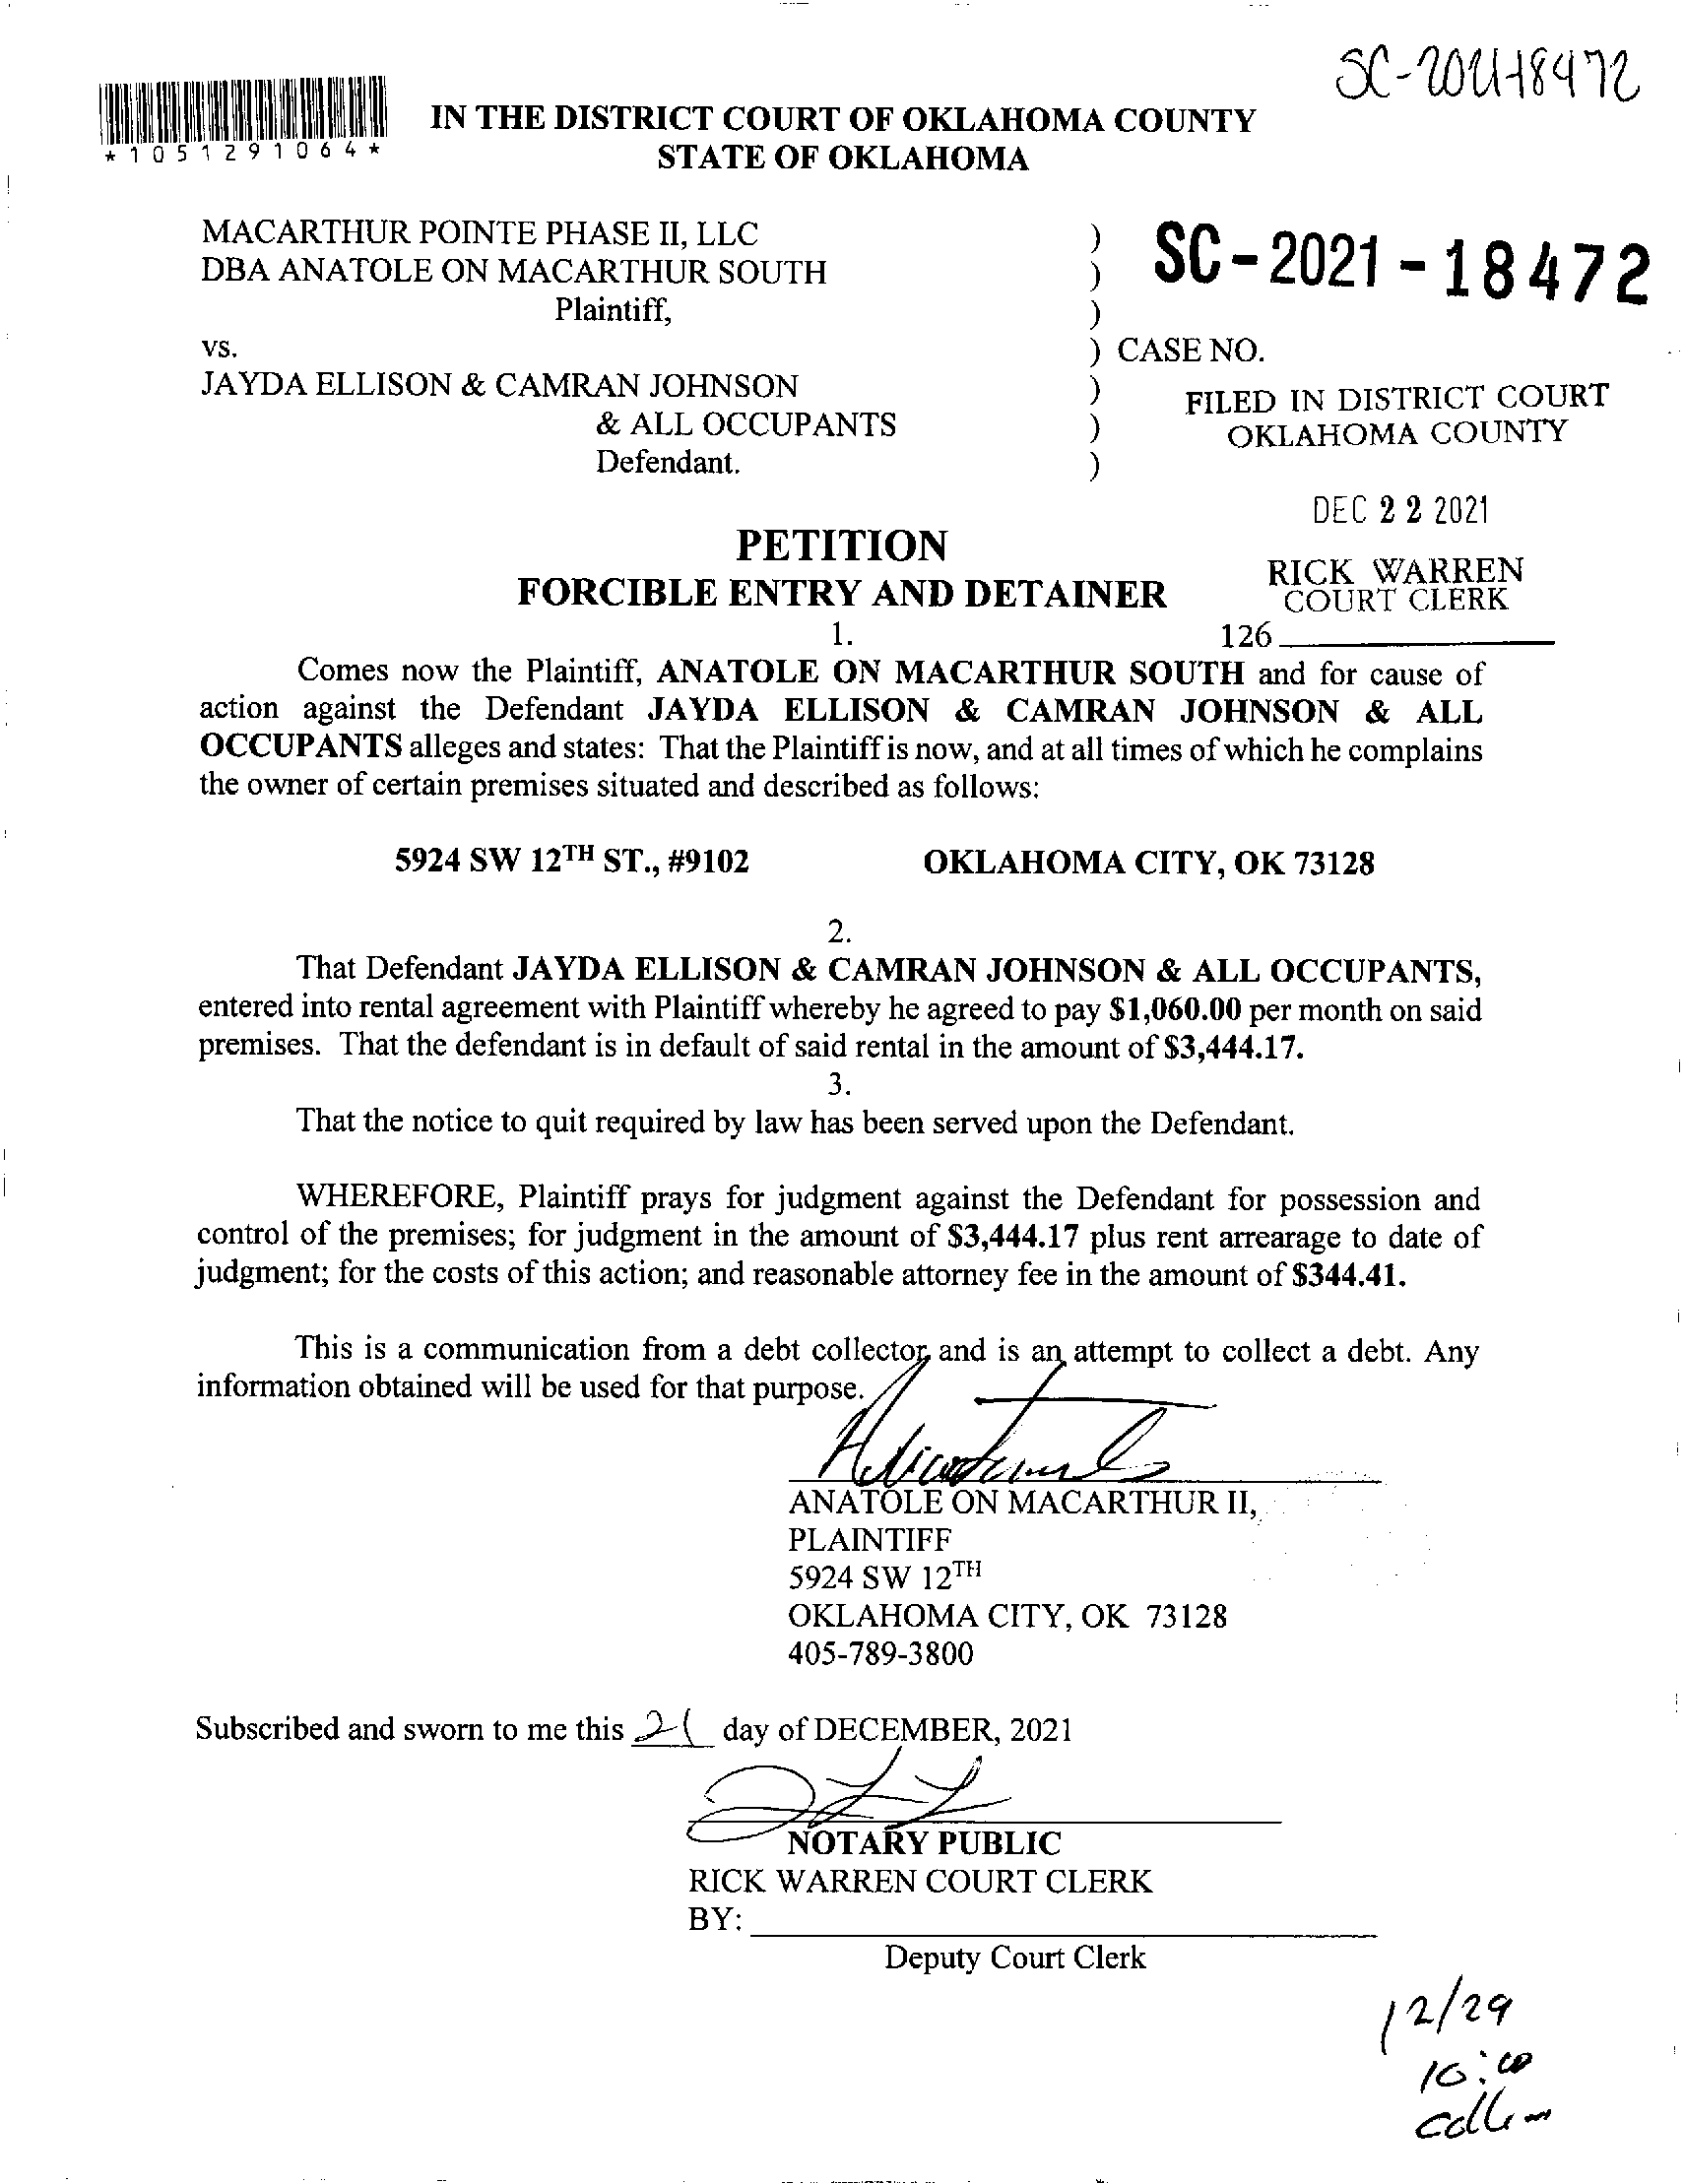 SC-2021-18472
*1051291064*
IN THE DISTRICT COURT OF OKLAHOMA COUNTY
STATE OF OKLAHOMA
MACARTHUR POINTE PHASE II, LLC )
DBA ANATOLE ON MACARTHUR SOUTH )
Plaintiff, )
SC-2021-18472
vs. ) CASE NO.
JAYDA ELLISON & CAMRAN JOHNSON )
& ALL OCCUPANTS )
Defendant. )
FILED IN DISTRICT COURT
OKLAHOMA COUNTY
DEC 22 2021
RICK WARREN
COURT CLERK
126
PETITION
FORCIBLE ENTRY AND DETAINER
1.
Comes now the Plaintiff, ANATOLE ON MACARTHUR SOUTH and for cause of
action against the Defendant JAYDA ELLISON & CAMRAN JOHNSON & ALL
OCCUPANTS alleges and states: That the Plaintiff is now, and at all times of which he complains
the owner of certain premises situated and described as follows:
5924 SW 12TH ST., #9102 OKLAHOMA CITY, OK 73128
2.
That Defendant JAYDA ELLISON & CAMRAN JOHNSON & ALL OCCUPANTS,
entered into rental agreement with Plaintiff whereby he agreed to pay $1,060.00 per month on said
premises. That the defendant is in default of said rental in the amount of $3,444.17.
3.
That the notice to quit required by law has been served upon the Defendant.
WHEREFORE, Plaintiff prays for judgment against the Defendant for possession and
control of the premises; for judgment in the amount of $3,444.17 plus rent arrearage to date of
judgment; for the costs of this action; and reasonable attorney fee in the amount of $344.41.
This is a communication from a debt collector and is an attempt to collect a debt. Any
information obtained will be used for that purpose.
ANATOLE ON MACARTHUR II,
PLAINTIFF
5924 SW 12TH
OKLAHOMA CITY, OK 73128
405-789-3800
Subscribed and sworn to me this 21 day of DECEMBER, 2021
NOTARY PUBLIC
RICK WARREN COURT CLERK
BY:
Deputy Court Clerk
12/29
10:00